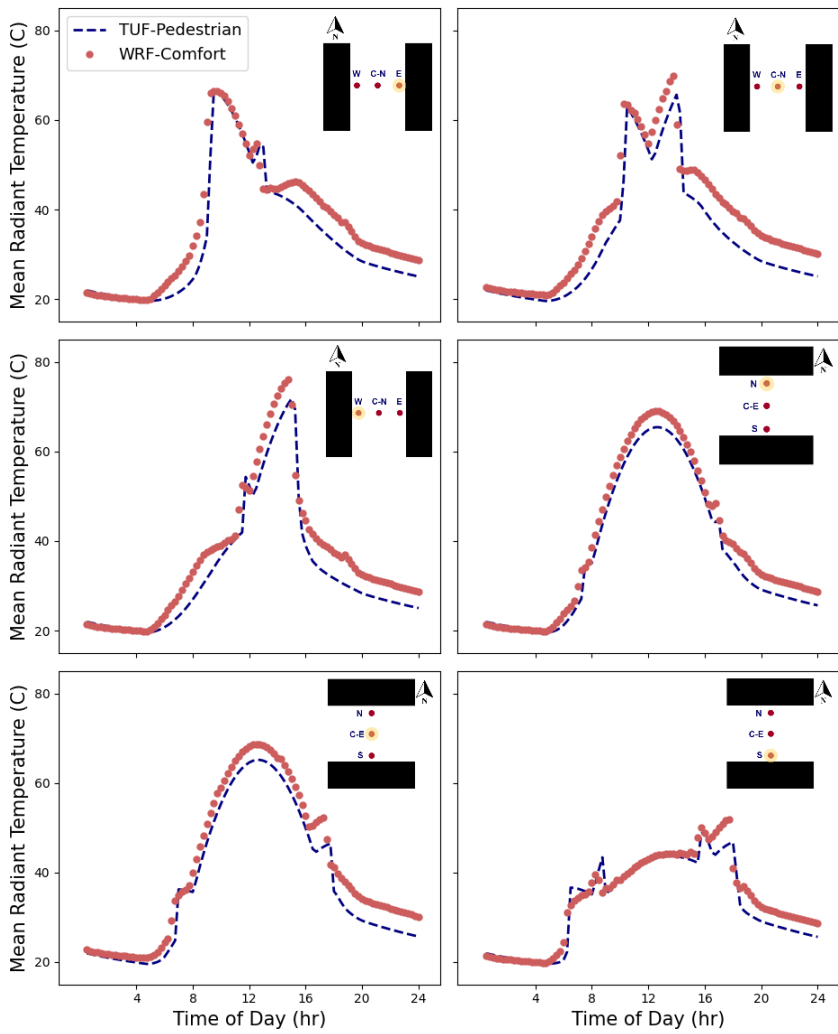 TUF-Pedestrian
WRF-Comfort
N
W C-N E
Mean Radiant Temperature (C)
80
60
40
20
N
W C-N E
Mean Radiant Temperature (C)
80
60
40
20
N
W C-N E
N
N
C-E
S
Mean Radiant Temperature (C)
80
60
40
20
4 8 12 16 20 24
Time of Day (hr)
N
N
C-E
S
4 8 12 16 20 24
Time of Day (hr)
N
N
C-E
S